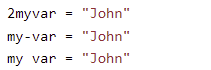 2myvar = "John"
my-var = "John"
my var = "John"